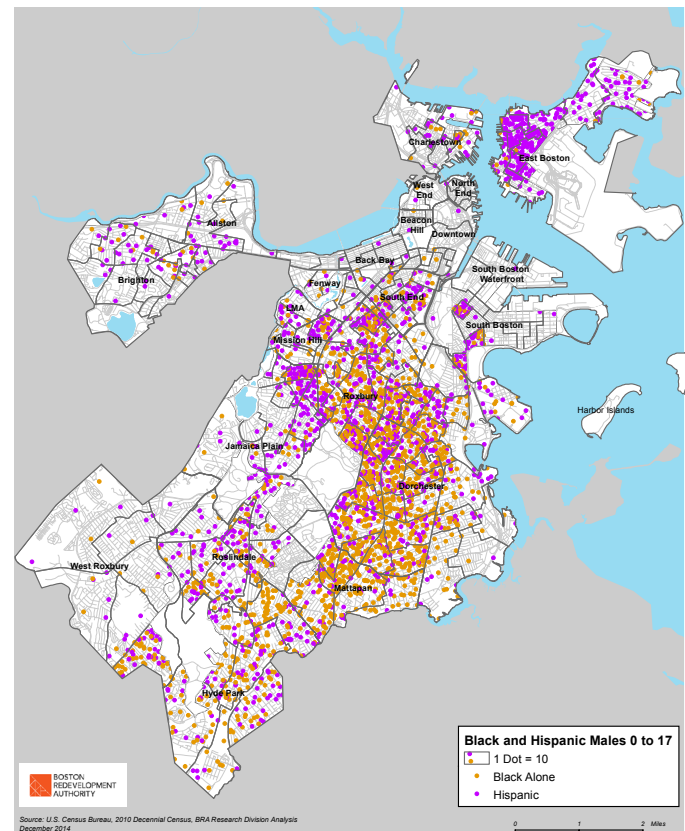 Charlestown
East Boston
West
End
North
End
Allston
Beacon
Hill
Downtown
Back Bay
South Boston
Waterfront
Brighton
Fenway
South End
LMA
South Boston
Mission Hill
Roxbury
Harbor Islands
Jamaica Plain
Dorchester
Roslindale
West Roxbury
Mattapan
Hyde Park
Black and Hispanic Males 0 to 17
1 Dot = 10
Black Alone
Hispanic
BOSTON
REDEVELOPMENT
AUTHORITY
Source: U.S. Census Bureau, 2010 Decennial Census, BRA Research Division Analysis
December 2014
0 1 2 Miles